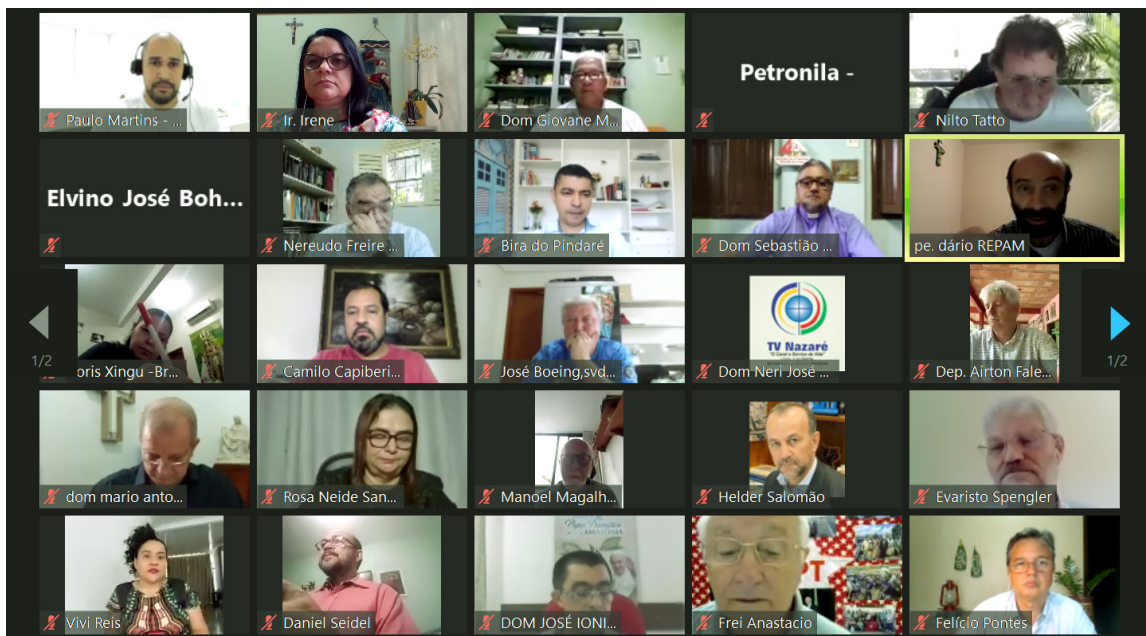 Paulo Martins - ...
Ir. Irene
Dom Giovane M...
Petronila -
Nilto Tatto
Elvino José Boh...
Nereudo Freire ...
Bira do Pindaré
Dom Sebastião ...
pe. dário REPAM
1/2
oris Xingu -Br...
Camilo Capiberi...
José Boeing,svd...
TV Nazaré
Dom Neri José ...
Dep. Airton Fale...
1/2
dom mario anto...
Rosa Neide San...
Manoel Magalh...
Helder Salomão
Evaristo Spengler
Vivi Reis
Daniel Seidel
AMAZONIA
DOM JOSÉ IONI...
PT
Frei Anastacio
Felício Pontes